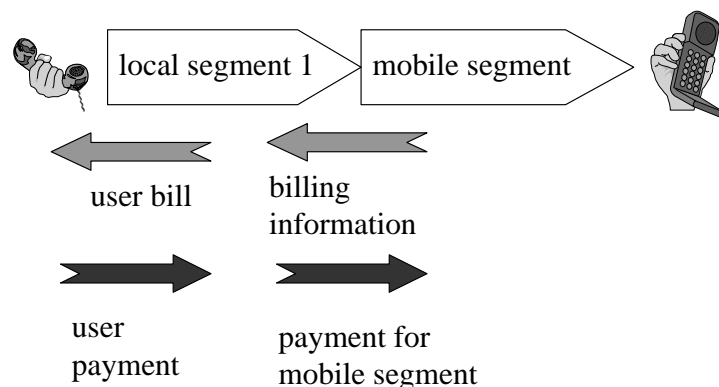 local segment 1
mobile segment
user bill
billing
information
user
payment
payment for
mobile segment